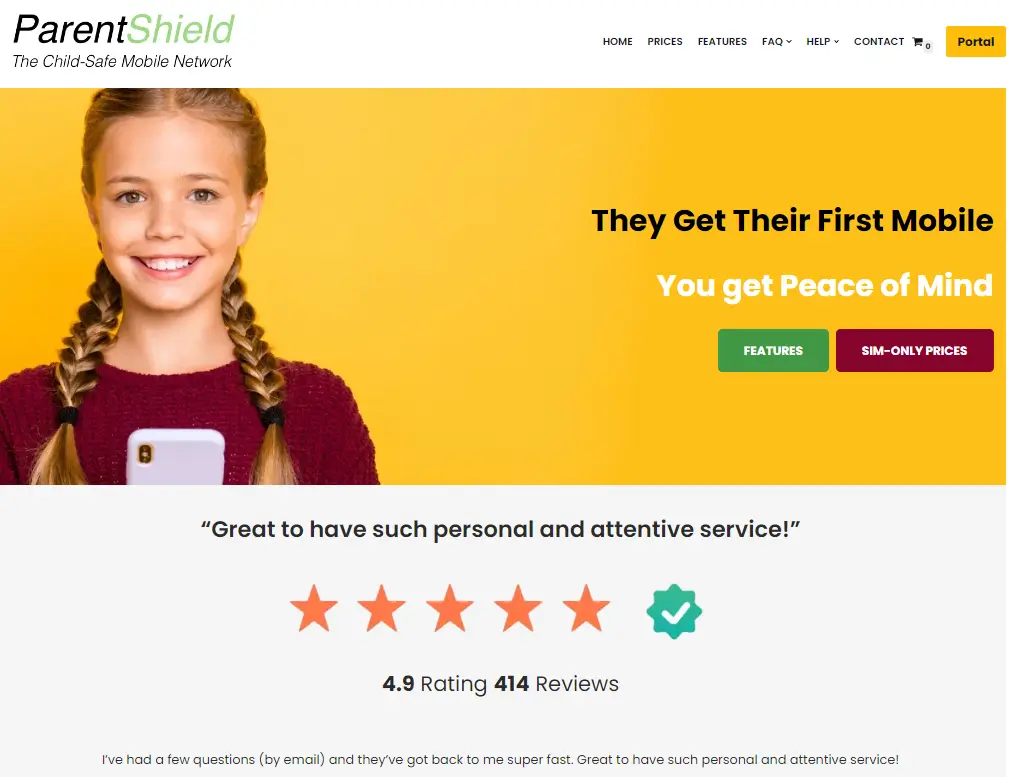 ParentShield
The Child-Safe Mobile Network
HOME PRICES FEATURES FAQ HELP CONTACT 0 Portal
They Get Their First Mobile
You get Peace of Mind
FEATURES SIM-ONLY PRICES
“Great to have such personal and attentive service!”
4.9 Rating 414 Reviews
I’ve had a few questions (by email) and they’ve got back to me super fast. Great to have such personal and attentive service!